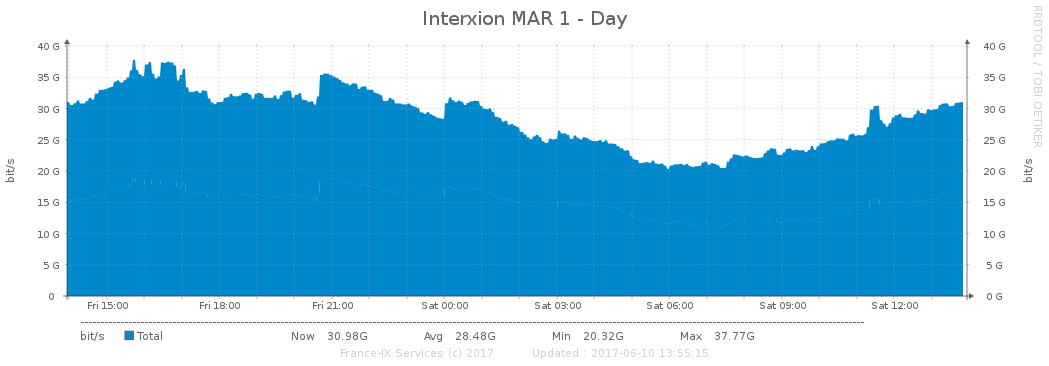 Interxion MAR 1 - Day
RRDTOOL / TOBI OETIKER
40 G 40 G
35 G 35 G
30 G 30 G
25 G 25 G
20 G 20 G
15 G 15 G
10 G 10 G
5 G 5 G
0 0 G
bit/s bit/s
Fri 15:00 Fri 18:00 Fri 21:00 Sat 00:00 Sat 03:00 Sat 06:00 Sat 09:00 Sat 12:00
bit/s Total Now 30.98G Avg 28.48G Min 20.32G Max 37.77G
France-IX Services (c) 2017 Updated : 2017-06-10 13:55:15